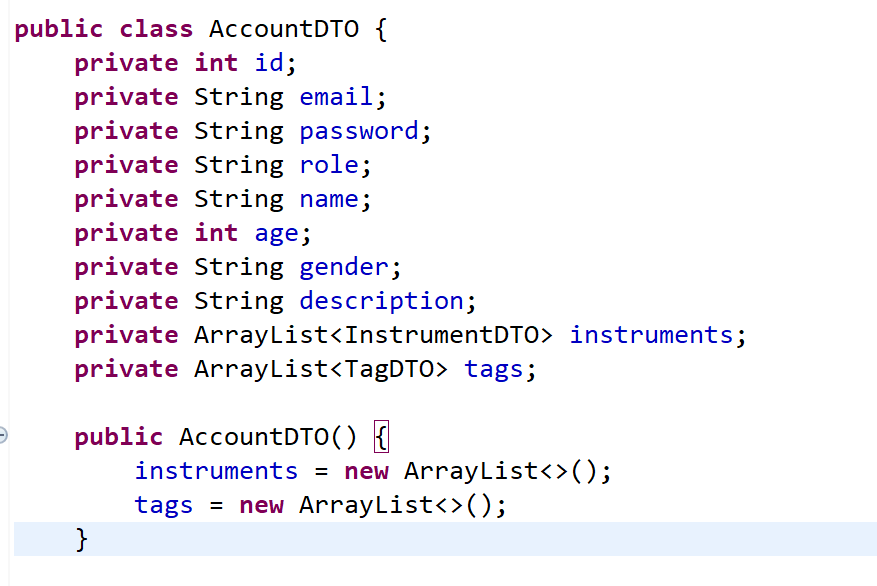 public class AccountDTO {
    private int id;
    private String email;
    private String password;
    private String role;
    private String name;
    private int age;
    private String gender;
    private String description;
    private ArrayList<InstrumentDTO> instruments;
    private ArrayList<TagDTO> tags;
    public AccountDTO() {
        instruments = new ArrayList<>();
        tags = new ArrayList<>();
    }